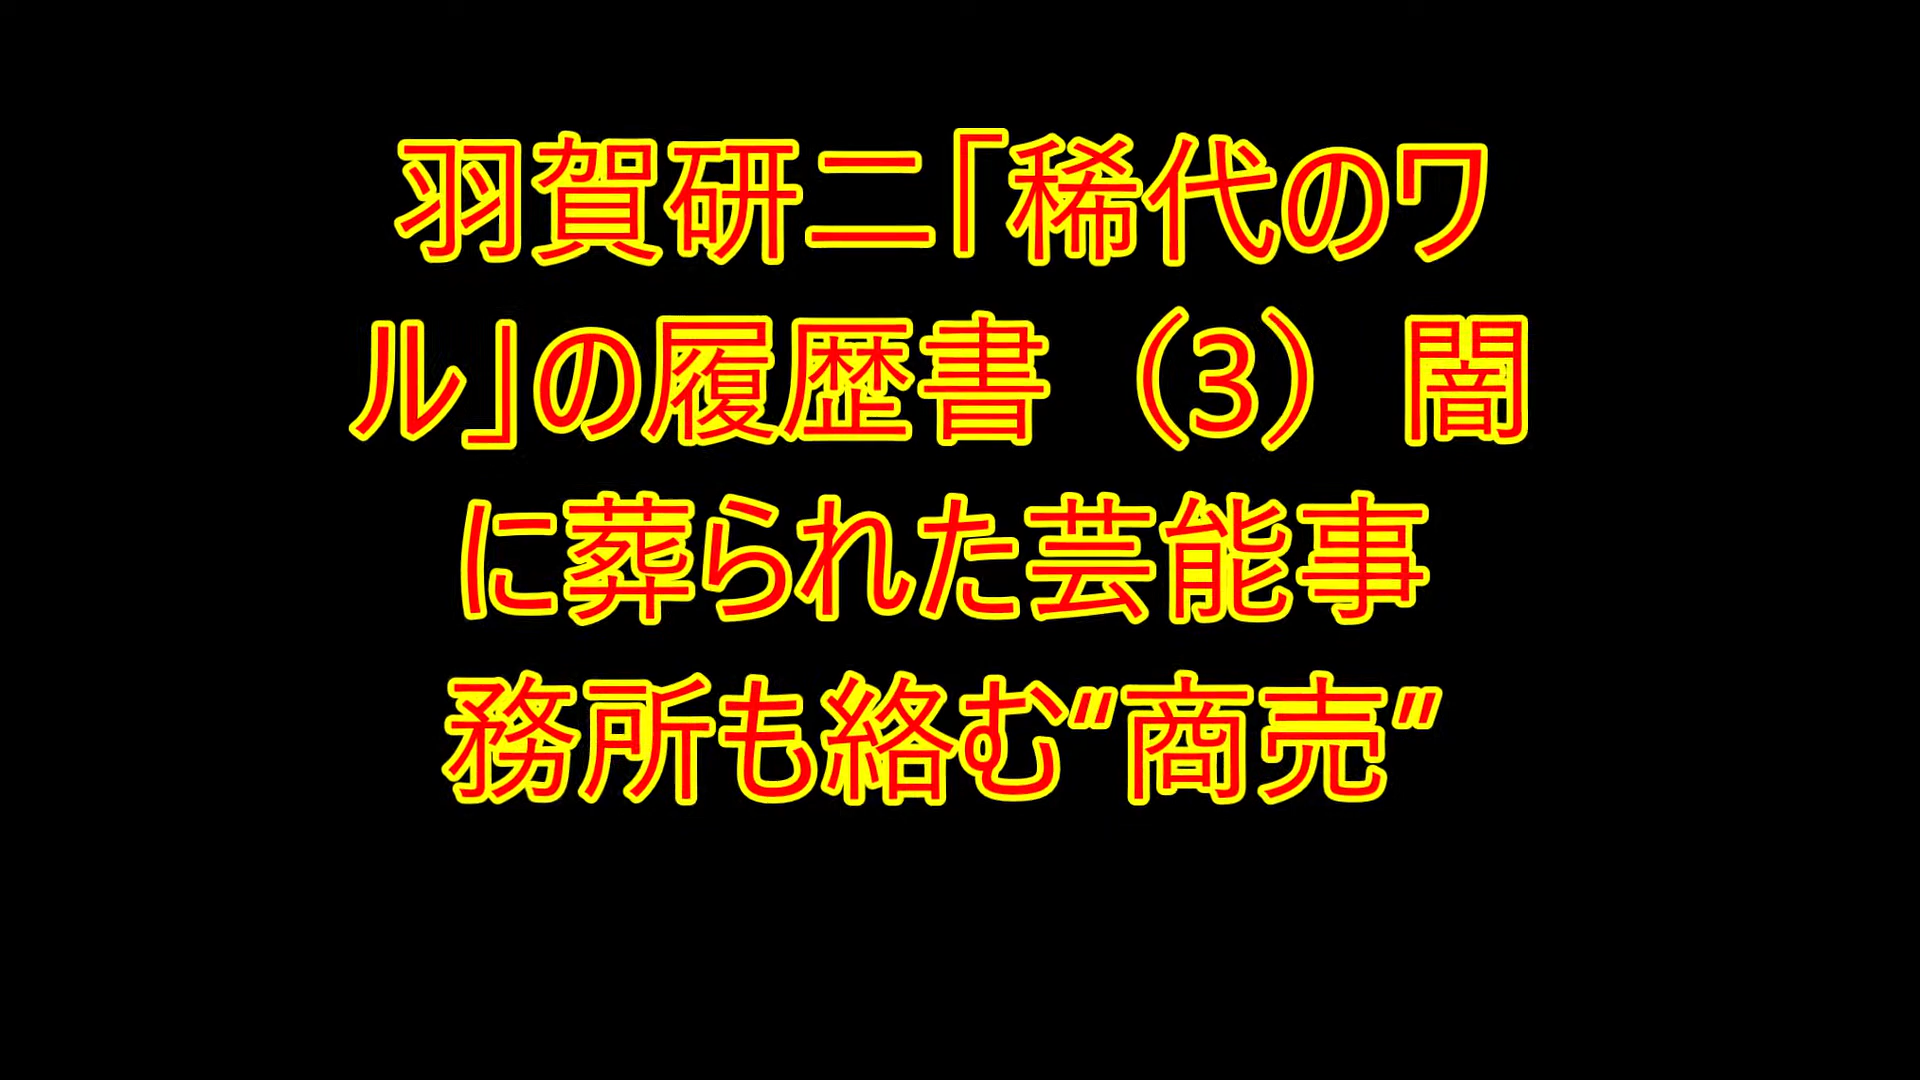 羽賀研二「稀代のワ
ル」の履歴書（3） 闇
に葬られた芸能事
務所も絡む“商売”